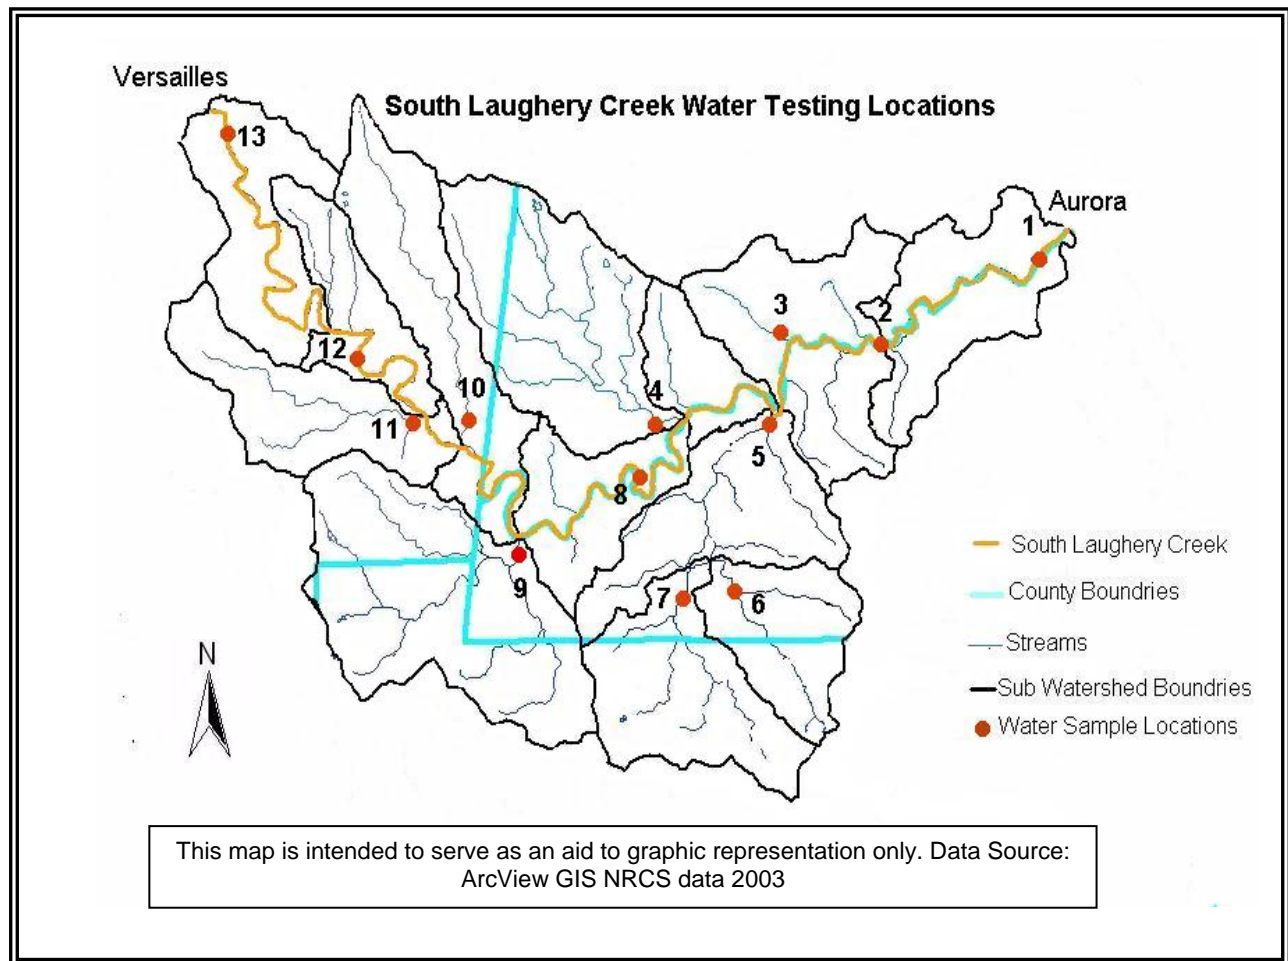 Versailles
South Laughery Creek Water Testing Locations
13
Aurora
1
3
2
12
10
4
11
5
8
9
7
6
South Laughery Creek
County Boundries
Streams
Sub Watershed Boundries
Water Sample Locations
N
This map is intended to serve as an aid to graphic representation only. Data Source:
ArcView GIS NRCS data 2003